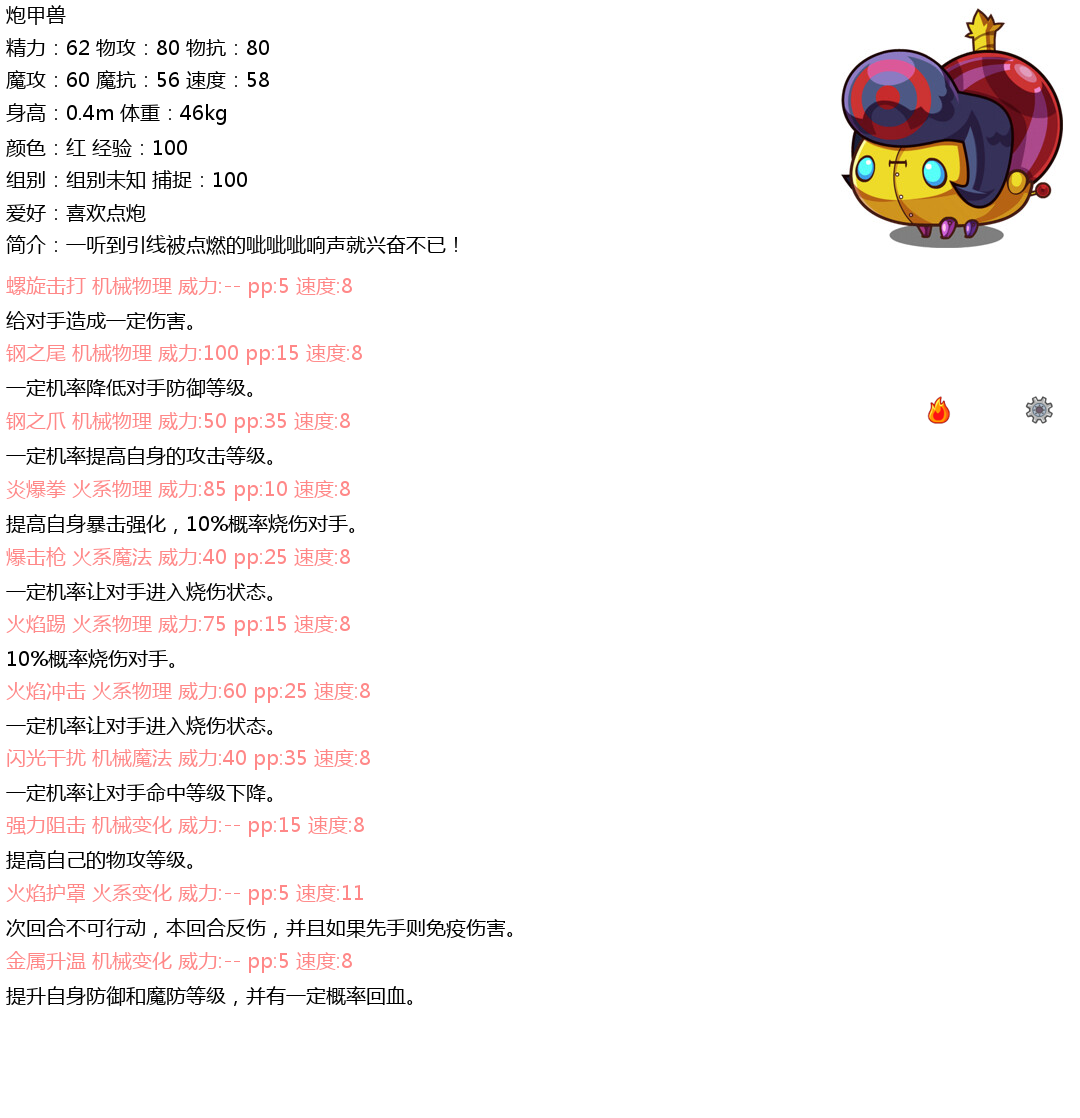 炮甲兽
精力：62 物攻：80 物抗：80
魔攻：60 魔抗：56 速度：58
身高：0.4m 体重：46kg
颜色：红 经验：100
组别：组别未知 捕捉：100
爱好：喜欢点炮
简介：一听到引线被点燃的呲呲呲响声就兴奋不已！
螺旋击打 机械物理 威力:-- pp:5 速度:8
给对手造成一定伤害。
钢之尾 机械物理 威力:100 pp:15 速度:8
一定机率降低对手防御等级。
钢之爪 机械物理 威力:50 pp:35 速度:8
一定机率提高自身的攻击等级。
炎爆拳 火系物理 威力:85 pp:10 速度:8
提高自身暴击强化，10%概率烧伤对手。
爆击枪 火系魔法 威力:40 pp:25 速度:8
一定机率让对手进入烧伤状态。
火焰踢 火系物理 威力:75 pp:15 速度:8
10%概率烧伤对手。
火焰冲击 火系物理 威力:60 pp:25 速度:8
一定机率让对手进入烧伤状态。
闪光干扰 机械魔法 威力:40 pp:35 速度:8
一定机率让对手命中等级下降。
强力阻击 机械变化 威力:-- pp:15 速度:8
提高自己的物攻等级。
火焰护罩 火系变化 威力:-- pp:5 速度:11
次回合不可行动，本回合反伤，并且如果先手则免疫伤害。
金属升温 机械变化 威力:-- pp:5 速度:8
提升自身防御和魔防等级，并有一定概率回血。